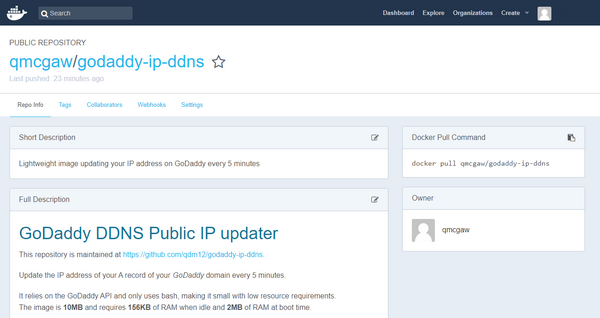 Search
Dashboard Explore Organizations Create
PUBLIC REPOSITORY
qmcgaw/godaddy-ip-ddns
Last pushed: 23 minutes ago
Repo Info Tags Collaborators Webhooks Settings
Short Description
Lightweight image updating your IP address on GoDaddy every 5 minutes
Full Description
GoDaddy DDNS Public IP updater
This repository is maintained at https://github.com/qdm12/godaddy-ip-ddns.
Update the IP address of your A record of your GoDaddy domain every 5 minutes.
It relies on the GoDaddy API and only uses bash, making it small with low resource requirements.
The image is 10MB and requires 156KB of RAM when idle and 2MB of RAM at boot time.
Docker Pull Command
docker pull qmcgaw/godaddy-ip-ddns
Owner
qmcgaw